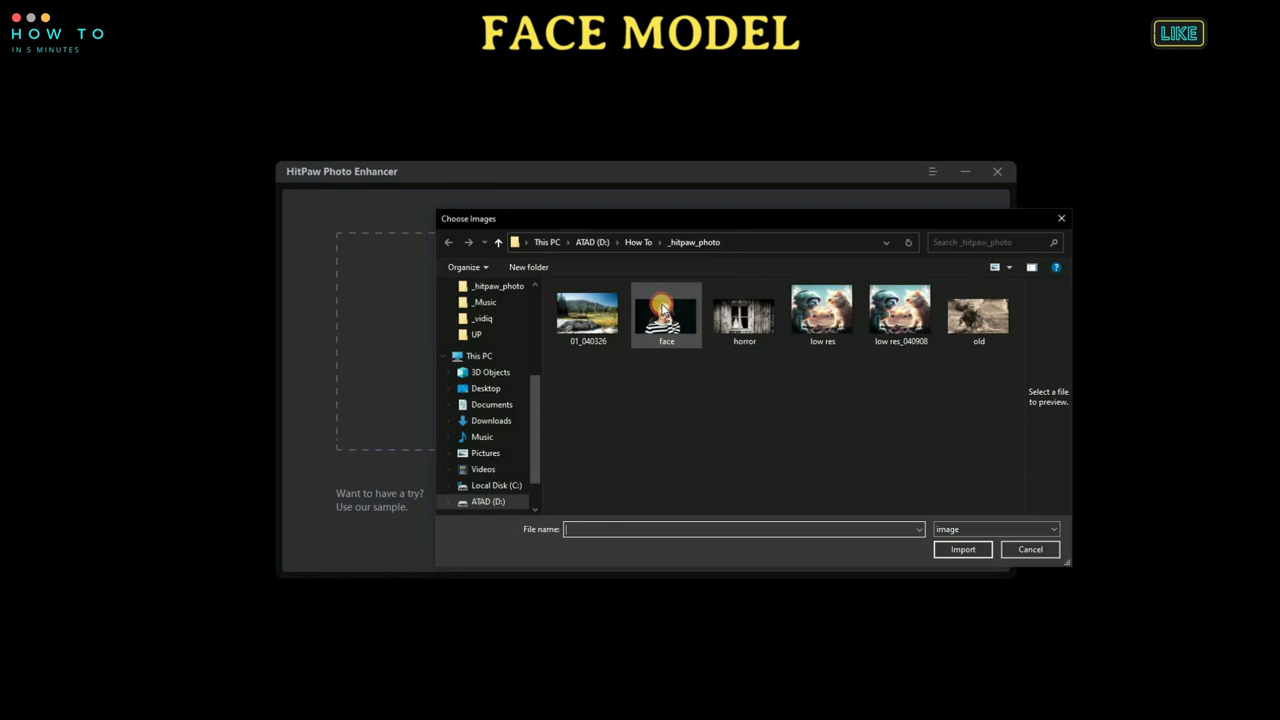 HOW TO
IN 5 MINUTES
FACE MODEL
LIKE
HitPaw Photo Enhancer
Choose Images
This PC > ATAD (D:) > How To > _hitpaw_photo
Search _hitpaw_photo
Organize
New folder
_hitpaw_photo
_Music
_vidiq
UP
This PC
3D Objects
Desktop
Documents
Downloads
Music
Pictures
Videos
Local Disk (C:)
ATAD (D:)
01_040326
face
horror
low res
low res_040908
old
Select a file
to preview.
Want to have a try?
Use our sample.
File name:
image
Import
Cancel